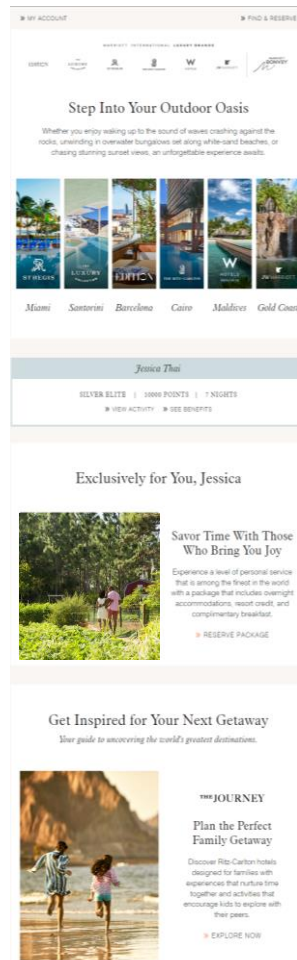 » MY ACCOUNT
» FIND & RESERVE
MARRIOTT INTERNATIONAL LUXURY BRANDS
EDITION
W
Step Into Your Outdoor Oasis
Whether you enjoy waking up to the sound of waves crashing against the
rocks, unwinding in overwater bungalows set along white-sand beaches, or
chasing stunning sunset views, an unforgettable experience awaits.
ST REGIS
LUXURY
EDITION
THE RITZ-CARLTON
W
HOTELS
JW MARRIOTT
Miami
Santorini
Barcelona
Cairo
Maldives
Gold Coast
Jessica Thai
SILVER ELITE | 10000 POINTS | 7 NIGHTS
» VIEW ACTIVITY » SEE BENEFITS
Exclusively for You, Jessica
Savor Time With Those
Who Bring You Joy
Experience a level of personal service
that is among the finest in the world
with a package that includes overnight
accommodations, resort credit, and
complimentary breakfast.
» RESERVE PACKAGE
Get Inspired for Your Next Getaway
Your guide to uncovering the world's greatest destinations.
THE JOURNEY
Plan the Perfect
Family Getaway
Discover Ritz-Carlton hotels
designed for families with
experiences that nurture time
together and activities that
encourage kids to explore with
their peers.
» EXPLORE NOW